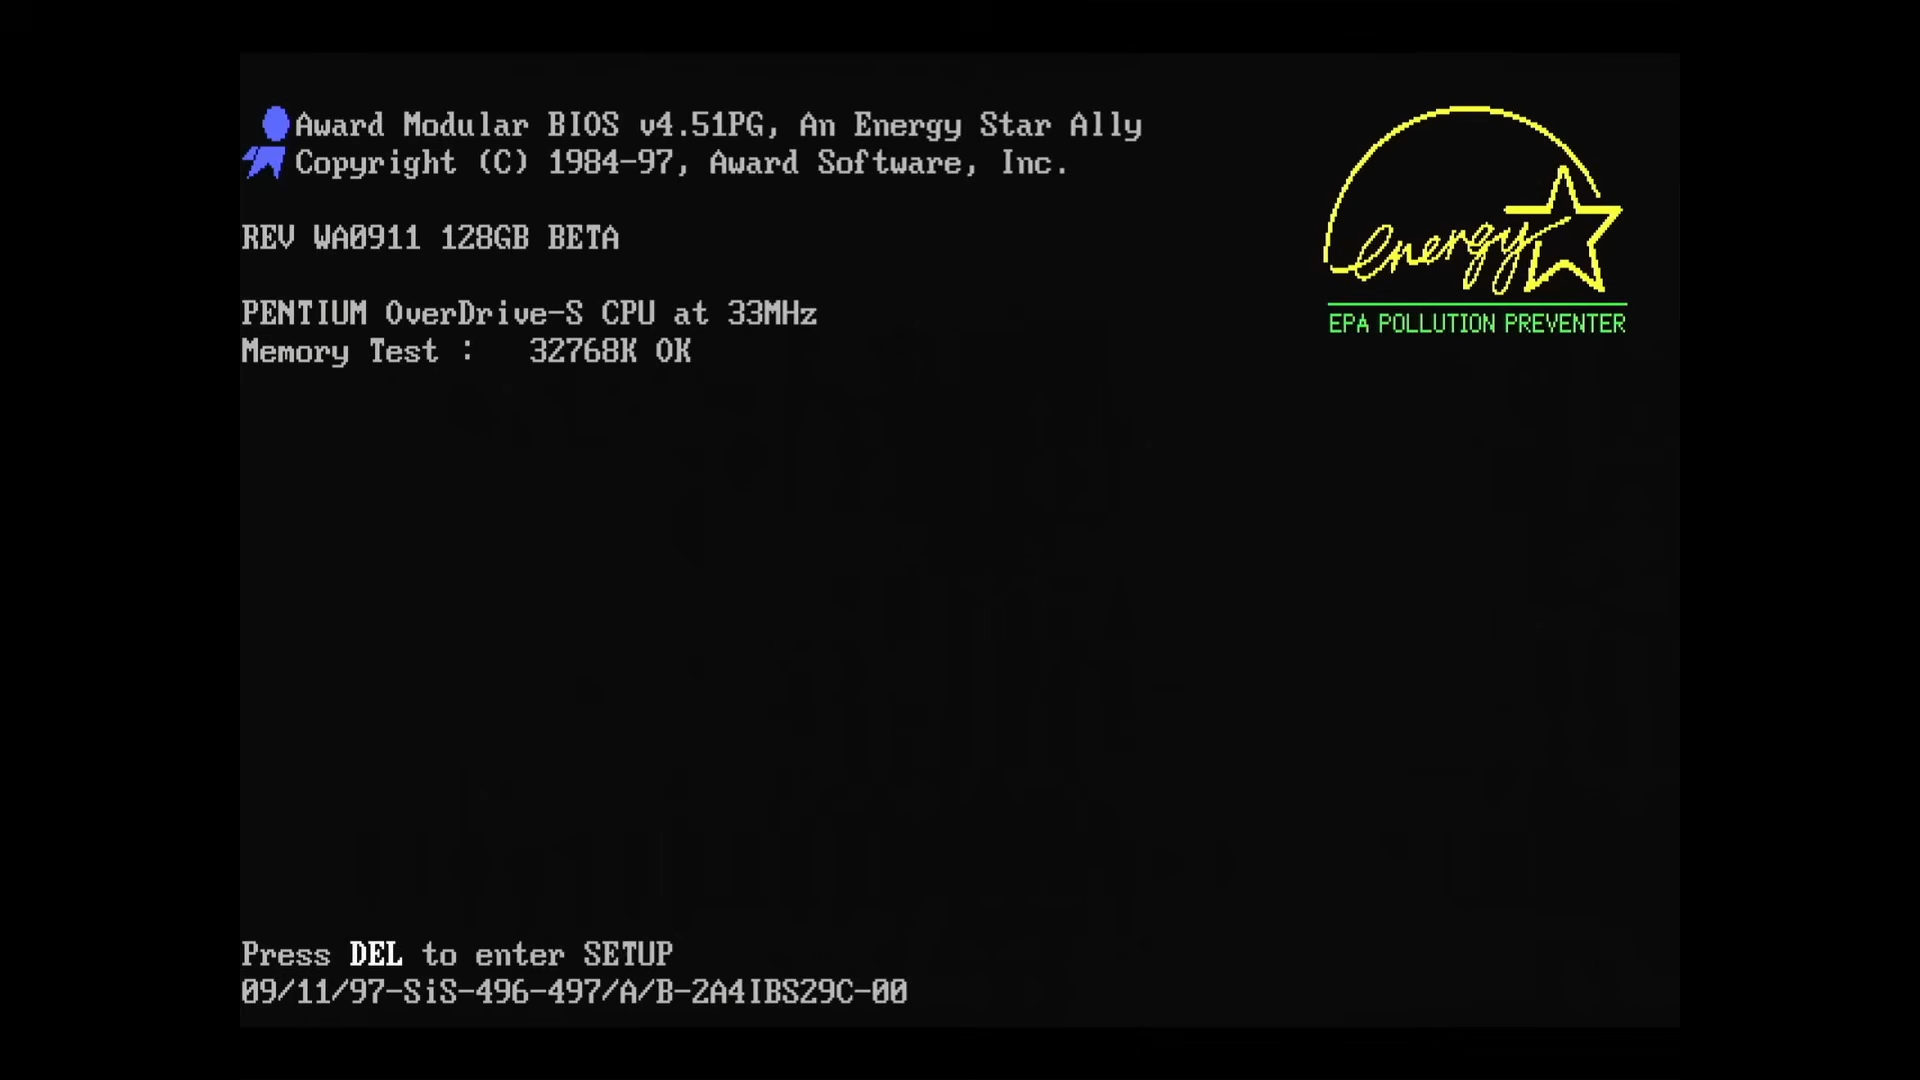 Award Modular BIOS v4.51PG, An Energy Star Ally
Copyright (C) 1984-97, Award Software, Inc.
energy
EPA POLLUTION PREVENTER
REV WA0911 128GB BETA
PENTIUM OverDrive-S CPU at 33MHz
Memory Test :   32768K OK
Press DEL to enter SETUP
09/11/97-SiS-496-497/A/B-2A4IBS29C-00